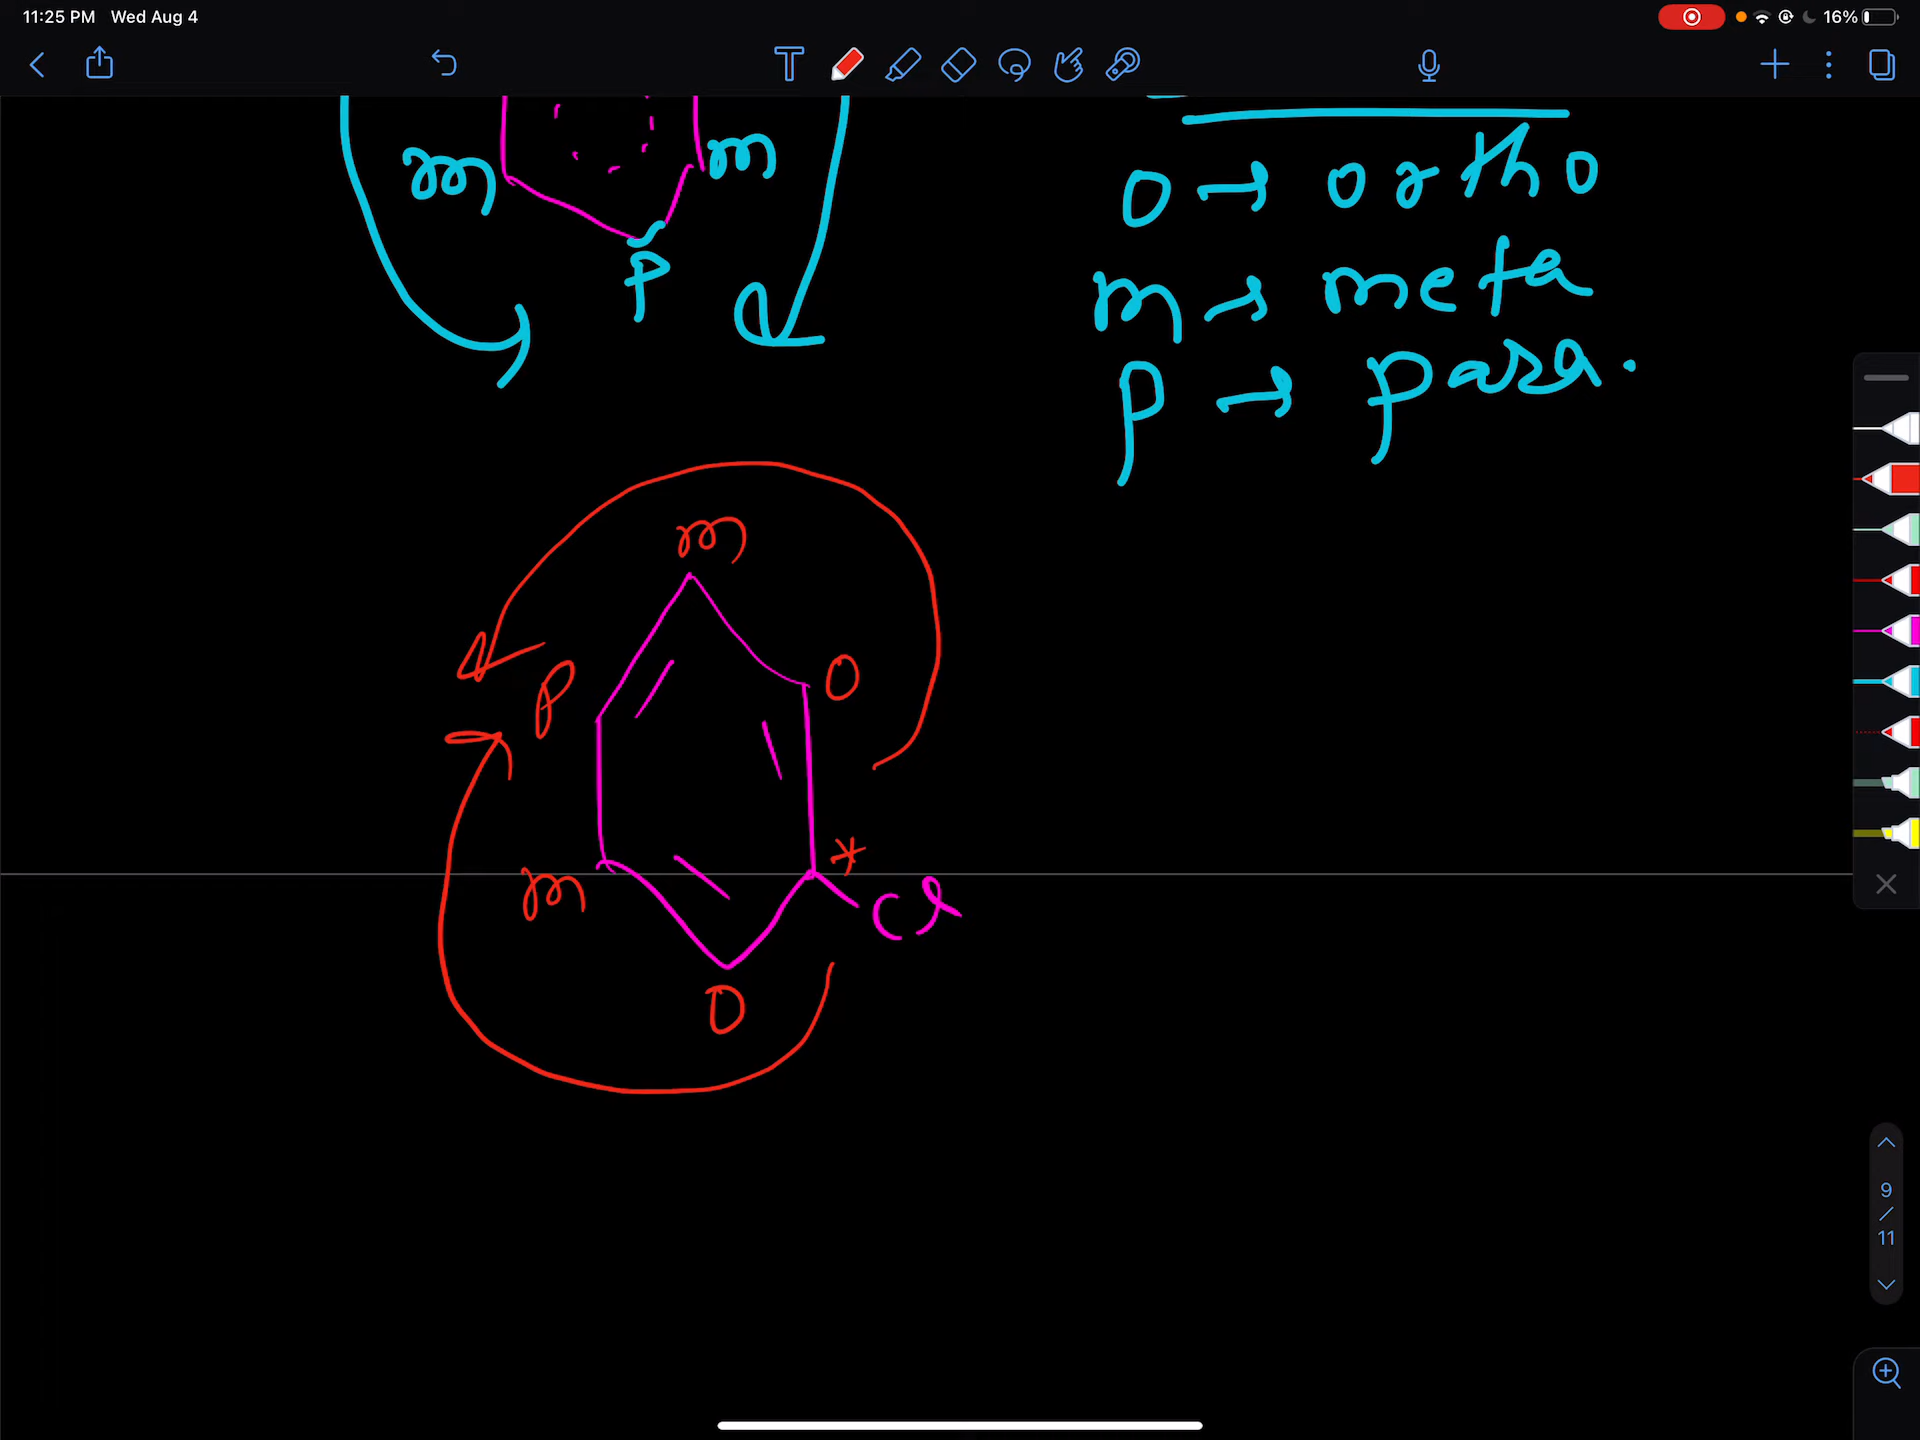 11:25 PM Wed Aug 4
16%
m m
p
o → ortho
m → meta
p → para.
m
p
o
*
m
Cl
o
9
/
11